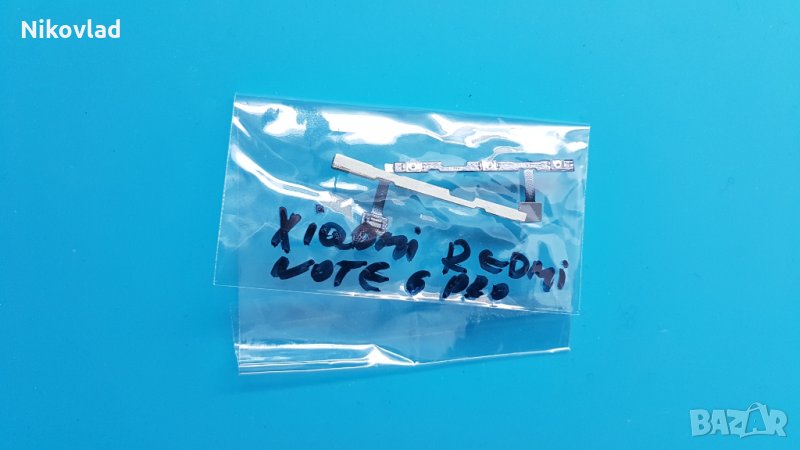 Nikovlad
Xiaomi REDMI
NOTE 6 PRO
BAZAR